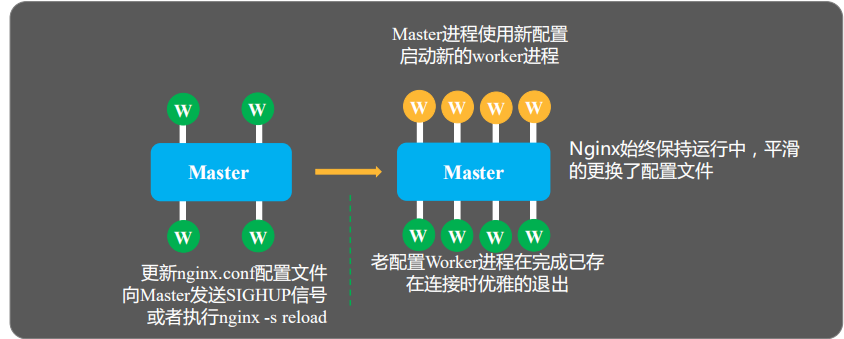 Master进程使用新配置
启动新的worker进程
W W
W W W W
Master
Master
Nginx始终保持运行中，平滑
的更换了配置文件
W W
W W W W
更新nginx.conf配置文件
向Master发送SIGHUP信号
或者执行nginx -s reload
老配置Worker进程在完成已存
在连接时优雅的退出